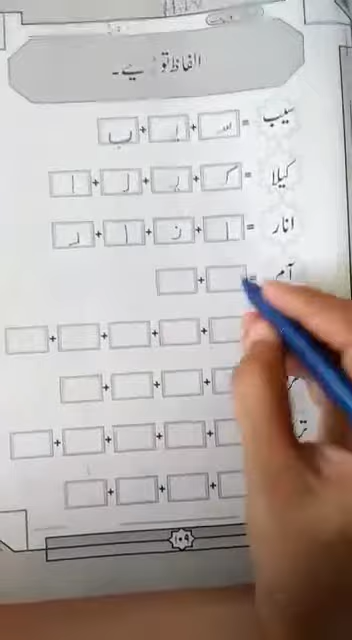 الفاظ توڑیے۔
سیب = س + ی + ب
کیلا = ک + ی + ل + ا
انار = ا + ن + ا + ر
آم =
۱۰۹